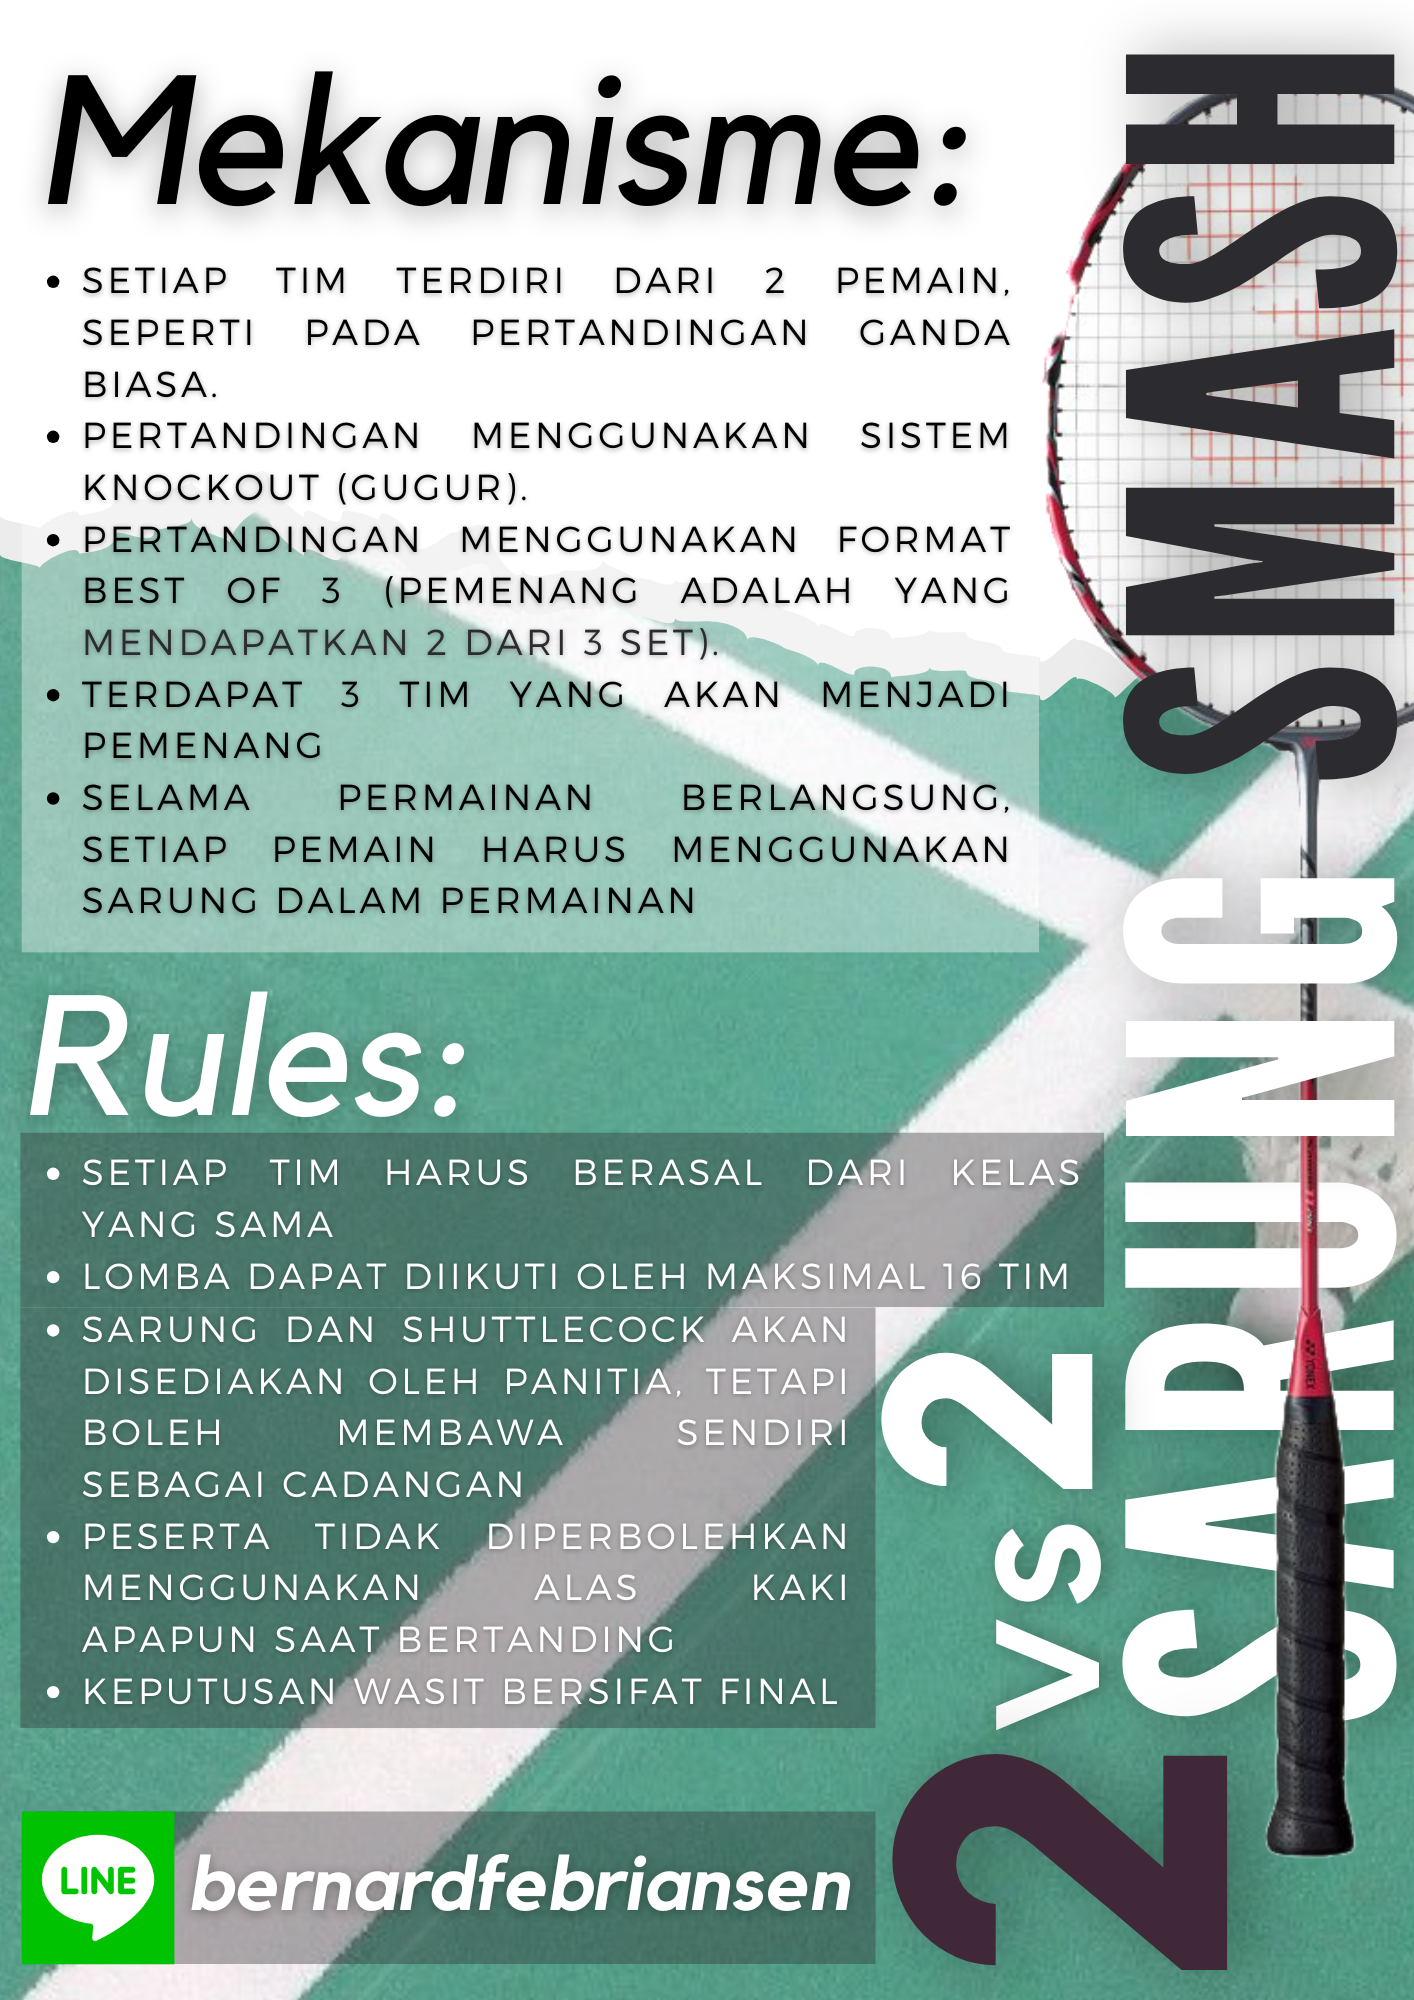 Mekanisme:
• SETIAP TIM TERDIRI DARI 2 PEMAIN,
SEPERTI PADA PERTANDINGAN GANDA
BIASA.
• PERTANDINGAN MENGGUNAKAN SISTEM
KNOCKOUT (GUGUR).
• PERTANDINGAN MENGGUNAKAN FORMAT
BEST OF 3 (PEMENANG ADALAH YANG
MENDAPATKAN 2 DARI 3 SET).
• TERDAPAT 3 TIM YANG AKAN MENJADI
PEMENANG
• SELAMA PERMAINAN BERLANGSUNG,
SETIAP PEMAIN HARUS MENGGUNAKAN
SARUNG DALAM PERMAINAN
Rules:
• SETIAP TIM HARUS BERASAL DARI KELAS
YANG SAMA
• LOMBA DAPAT DIIKUTI OLEH MAKSIMAL 16 TIM
• SARUNG DAN SHUTTLECOCK AKAN
DISEDIAKAN OLEH PANITIA, TETAPI
BOLEH MEMBAWA SENDIRI
SEBAGAI CADANGAN
• PESERTA TIDAK DIPERBOLEHKAN
MENGGUNAKAN ALAS KAKI
APAPUN SAAT BERTANDING
• KEPUTUSAN WASIT BERSIFAT FINAL
LINE
bernardfebriansen
2 vs 2
SARUNG SMASH
YONEX